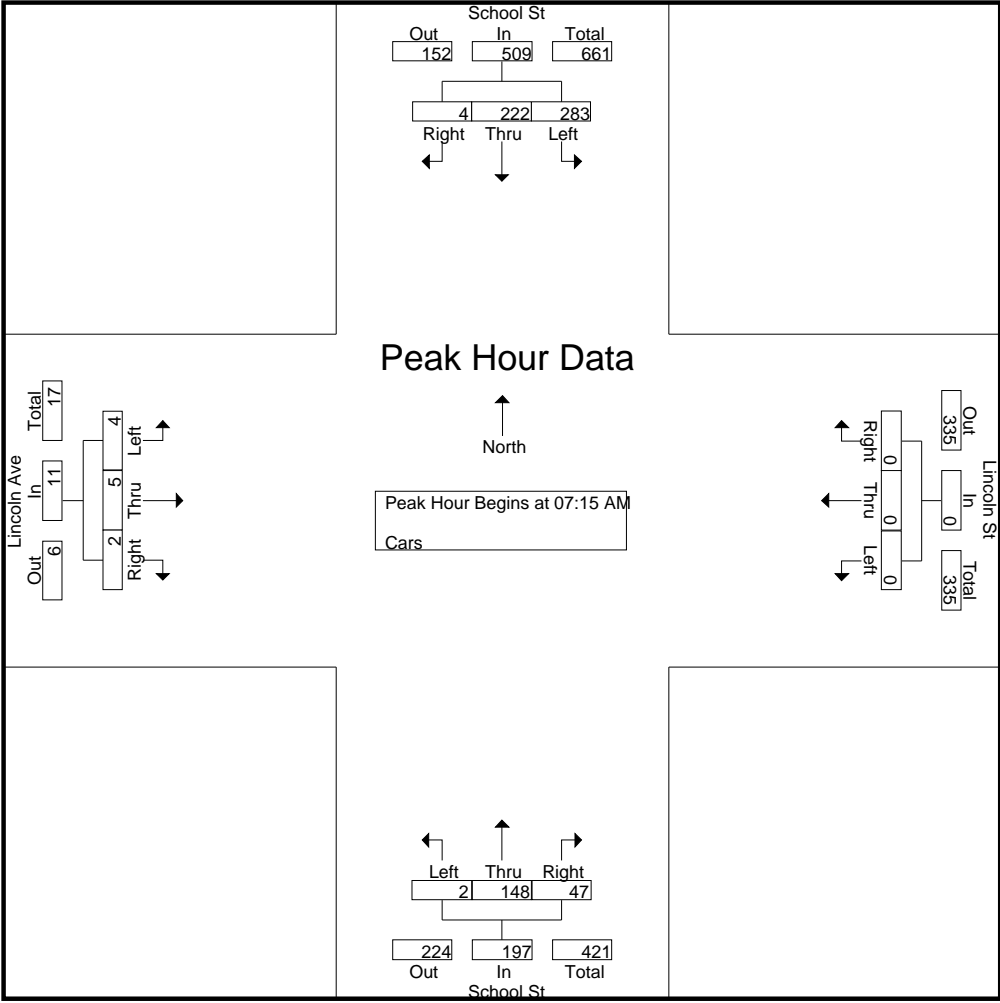 School St
Out In Total
152 509 661
4 222 283
Right Thru Left
Peak Hour Data
North
Peak Hour Begins at 07:15 AM
Cars
Lincoln Ave
Out In Total
6 11 17
Right Thru Left
2 5 4
Lincoln St
Out In Total
335 0 335
Right Thru Left
0 0 0
Left Thru Right
2 148 47
224 197 421
Out In Total
School St